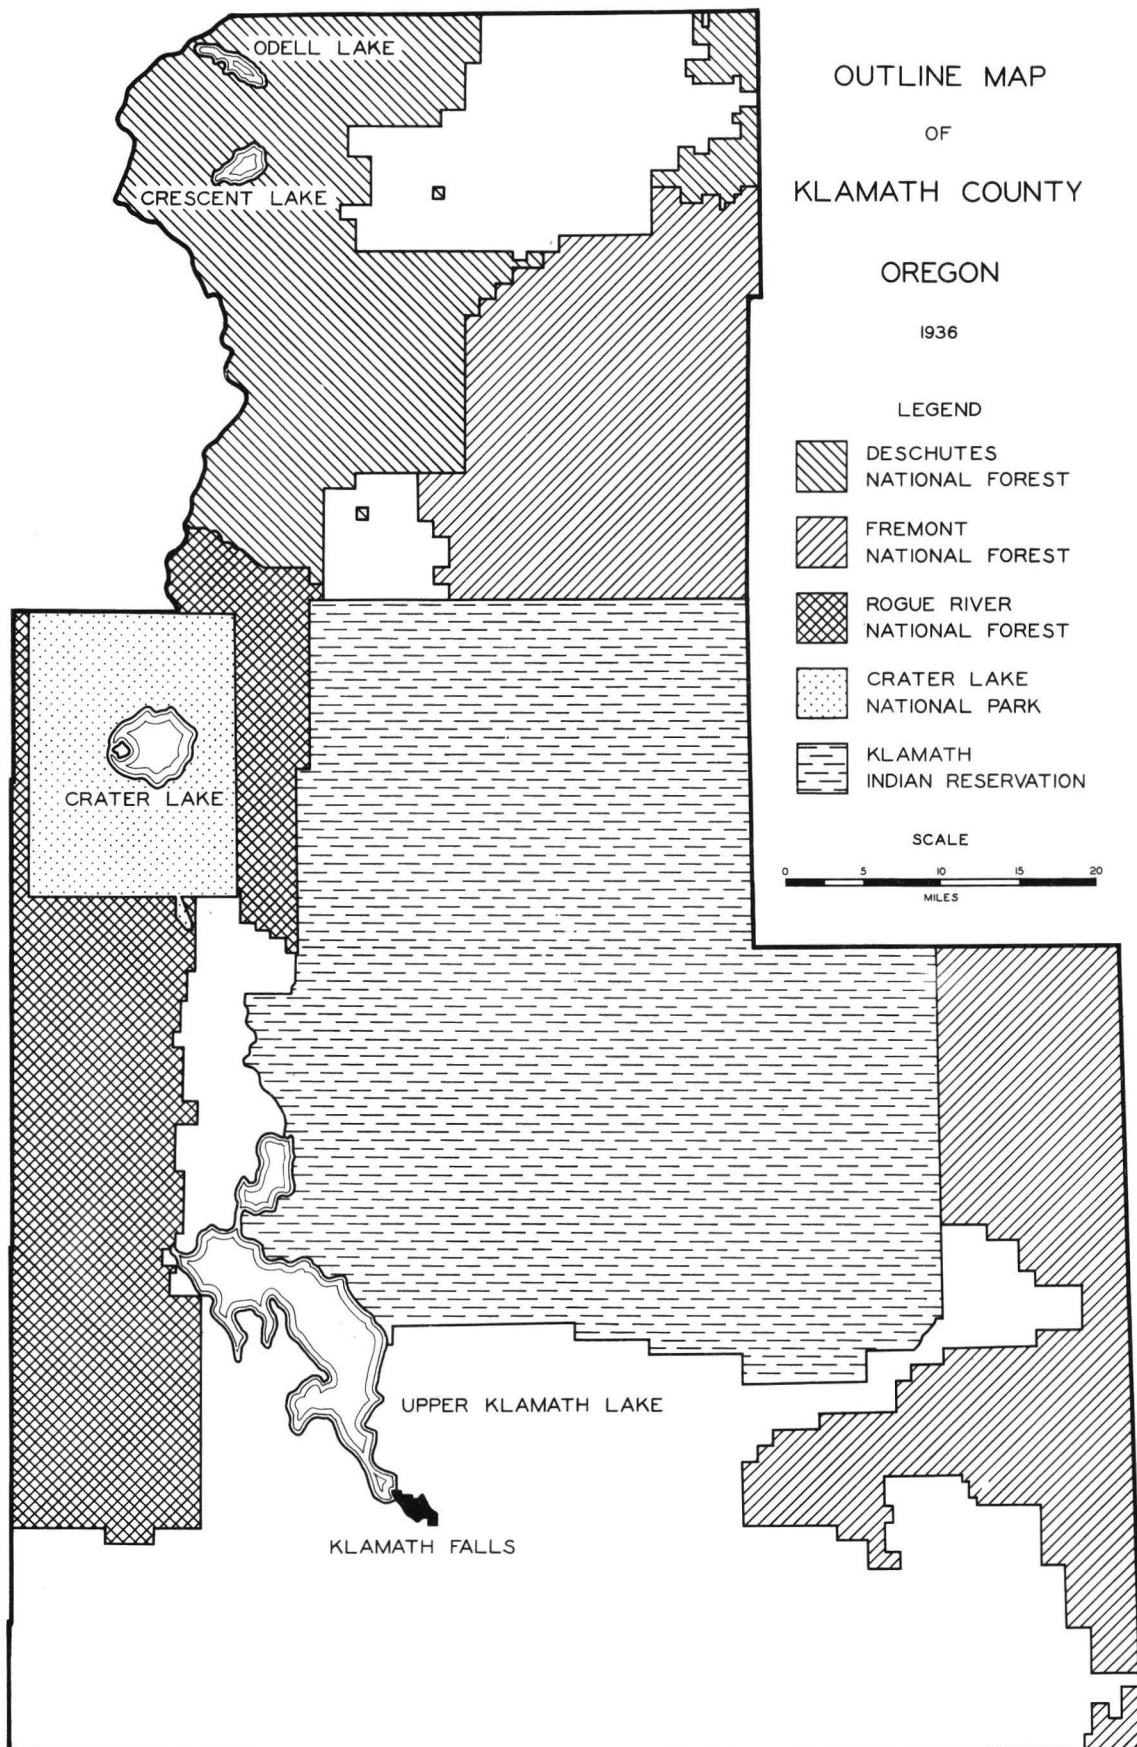 OUTLINE MAP
OF
KLAMATH COUNTY
OREGON
1936
LEGEND
DESCHUTES
NATIONAL FOREST
FREMONT
NATIONAL FOREST
ROGUE RIVER
NATIONAL FOREST
CRATER LAKE
NATIONAL PARK
KLAMATH
INDIAN RESERVATION
SCALE
0 5 10 15 20
MILES
ODELL LAKE
CRESCENT LAKE
CRATER LAKE
UPPER KLAMATH LAKE
KLAMATH FALLS